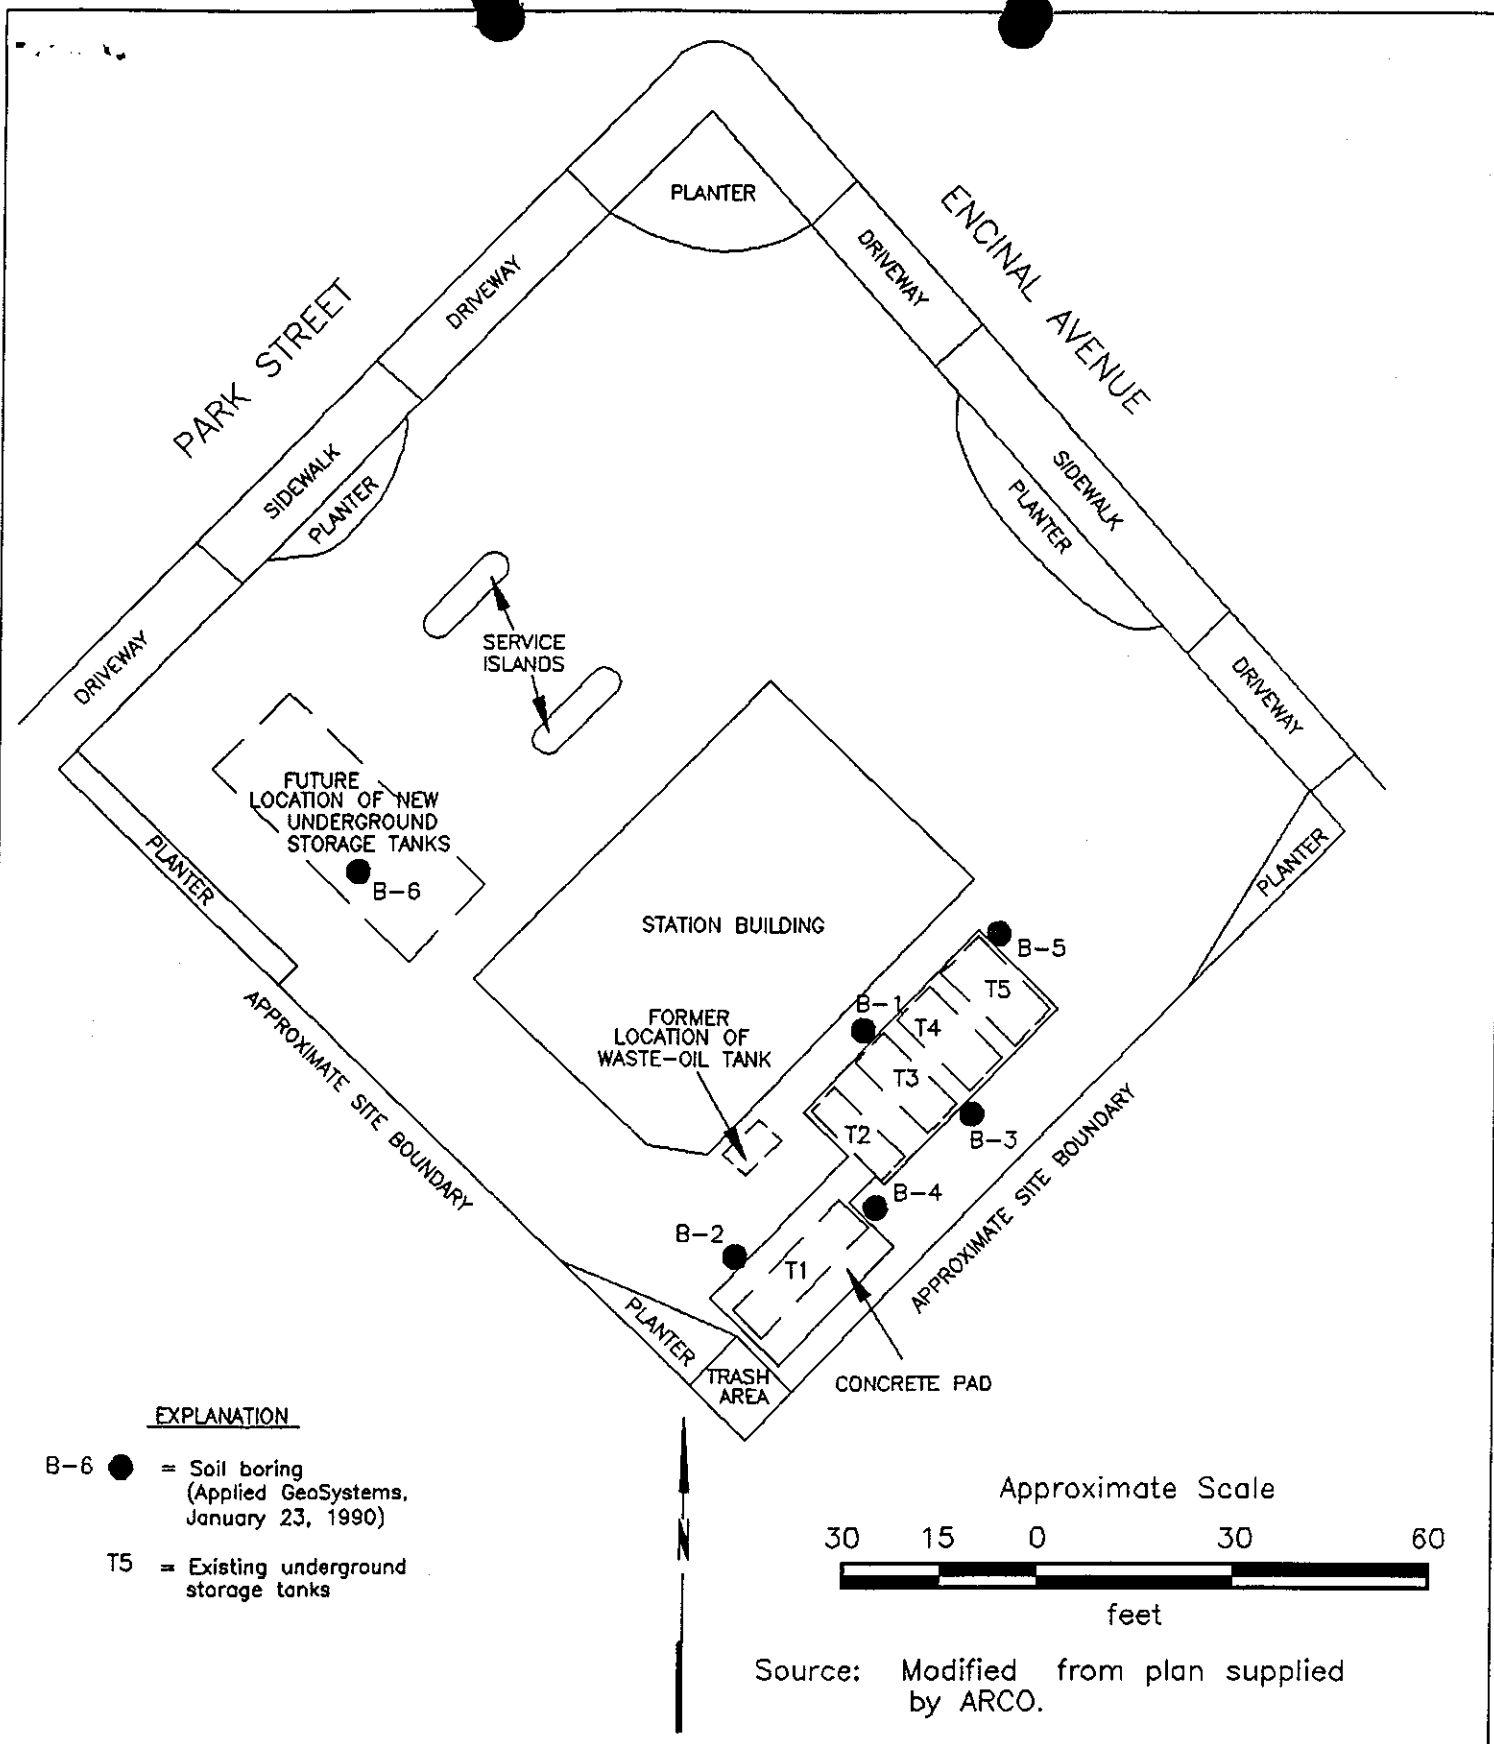 PLANTER
ENCINAL AVENUE
DRIVEWAY
DRIVEWAY
PARK STREET
SIDEWALK
PLANTER
SIDEWALK
PLANTER
SERVICE
ISLANDS
DRIVEWAY
DRIVEWAY
FUTURE
LOCATION OF NEW
UNDERGROUND
STORAGE TANKS
B-6
PLANTER
PLANTER
STATION BUILDING
B-5
T5
B-1
T4
FORMER
LOCATION OF
WASTE-OIL TANK
T3
T2
B-3
APPROXIMATE SITE BOUNDARY
APPROXIMATE SITE BOUNDARY
B-4
B-2
T1
PLANTER
TRASH
AREA
CONCRETE PAD
EXPLANATION
B-6 = Soil boring
(Applied GeoSystems,
January 23, 1990)
T5 = Existing underground
storage tanks
N
Approximate Scale
30 15 0 30 60
feet
Source: Modified from plan supplied
by ARCO.